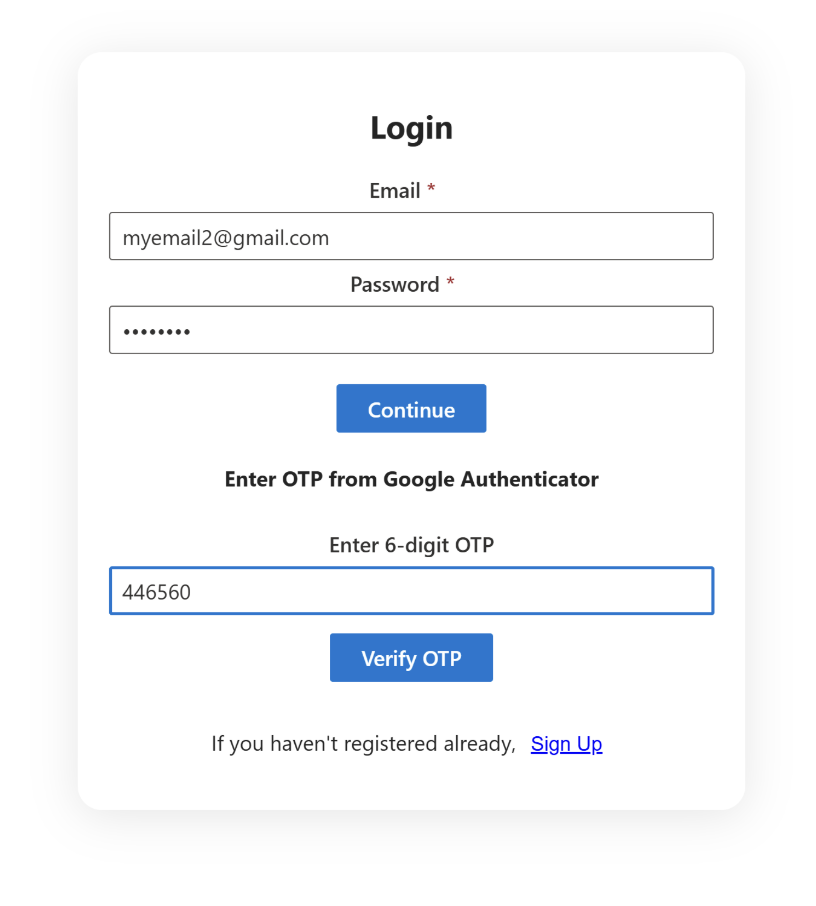 Login
Email *
myemail2@gmail.com
Password *
••••••••
Continue
Enter OTP from Google Authenticator
Enter 6-digit OTP
446560
Verify OTP
If you haven't registered already, Sign Up